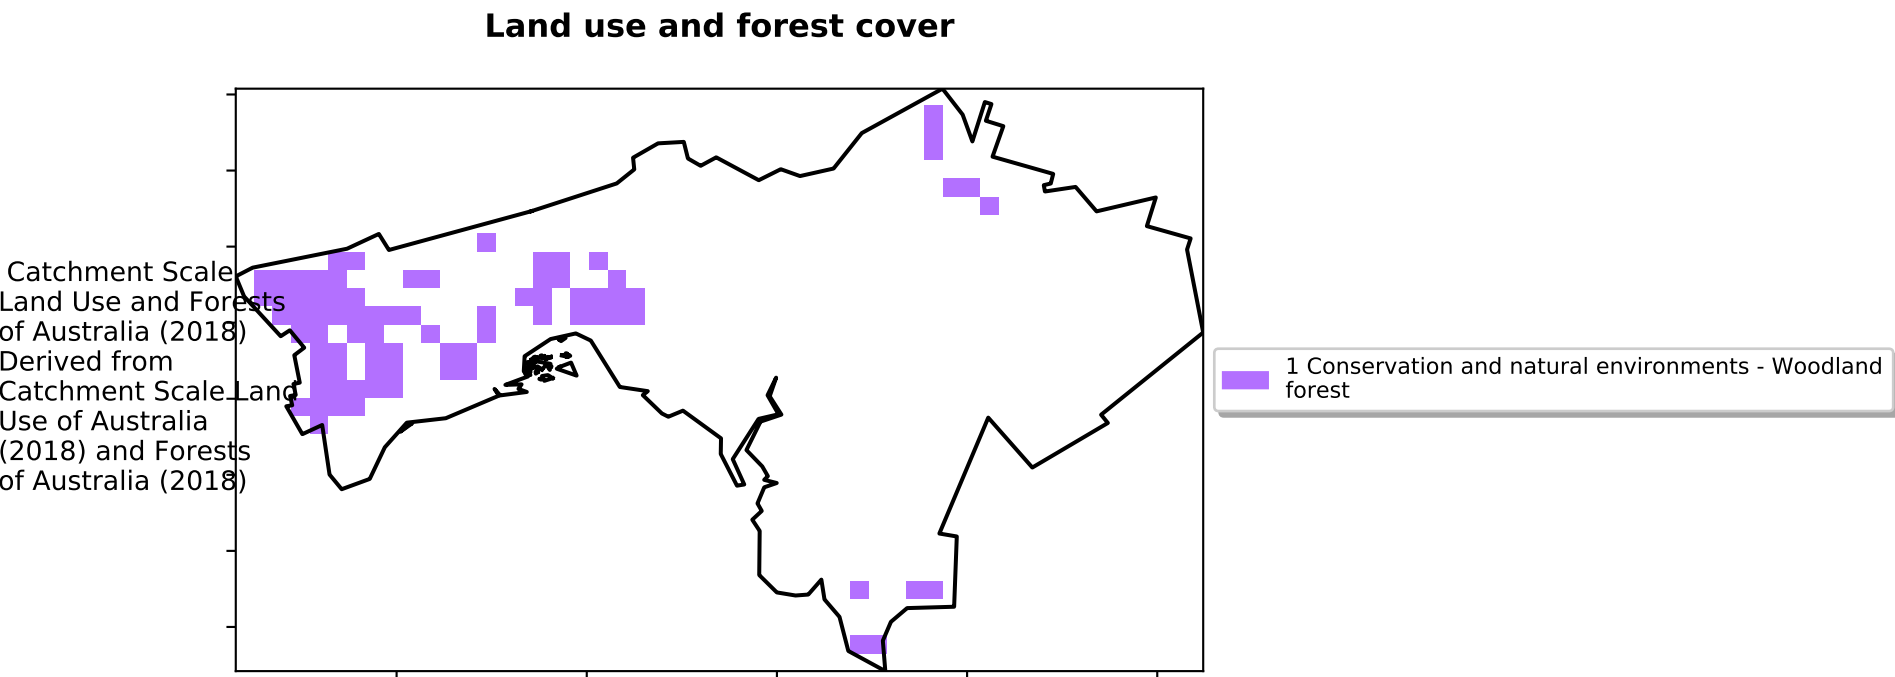 Land use and forest cover
Catchment Scale
Land Use and Forests
of Australia (2018)
Derived from
Catchment Scale Land
Use of Australia
(2018) and Forests
of Australia (2018)
1 Conservation and natural environments - Woodland
forest